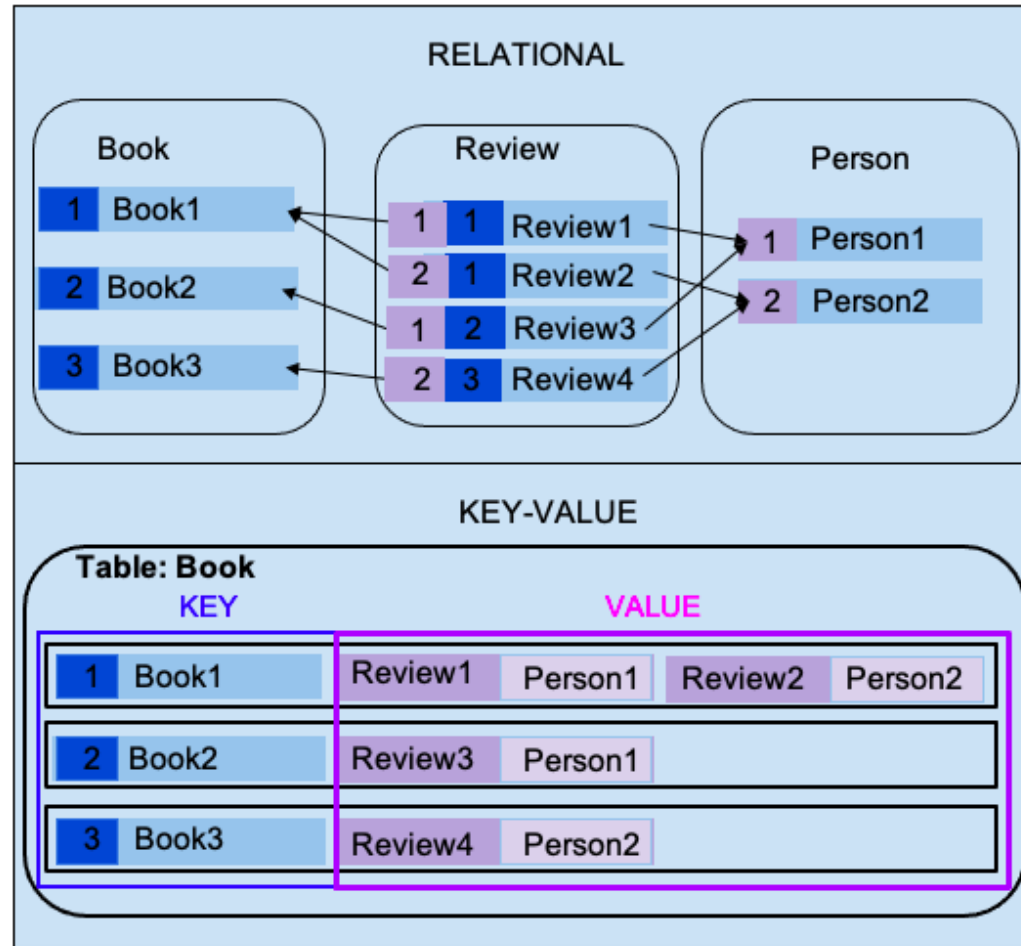 RELATIONAL
Book
Review
Person
1 Book1
2 Book2
3 Book3
1 1 Review1
2 1 Review2
1 2 Review3
2 3 Review4
1 Person1
2 Person2
KEY-VALUE
Table: Book
KEY VALUE
1 Book1 Review1 Person1 Review2 Person2
2 Book2 Review3 Person1
3 Book3 Review4 Person2